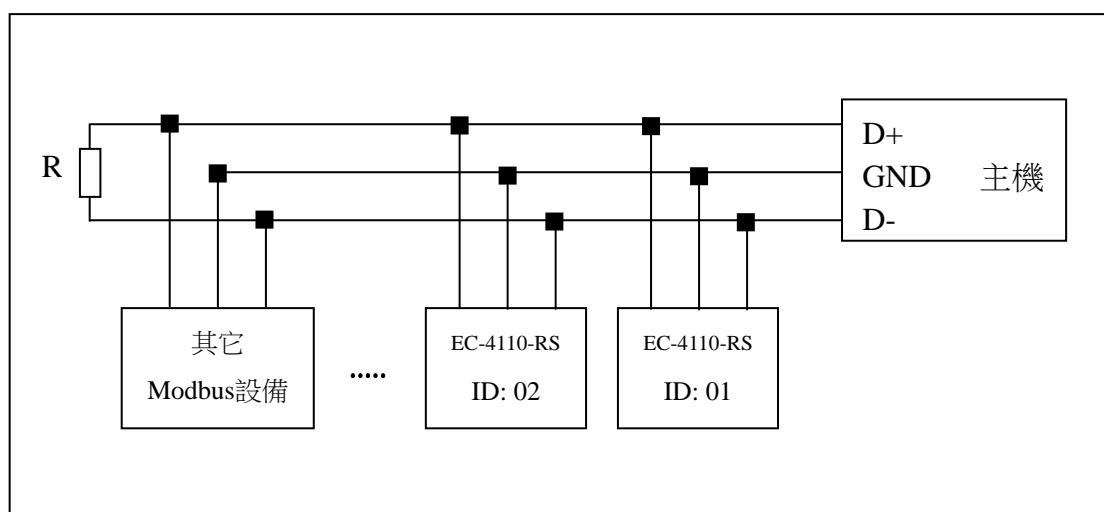 D+
R
GND 主機
D-
其它
Modbus設備
.....
EC-4110-RS
ID: 02
EC-4110-RS
ID: 01